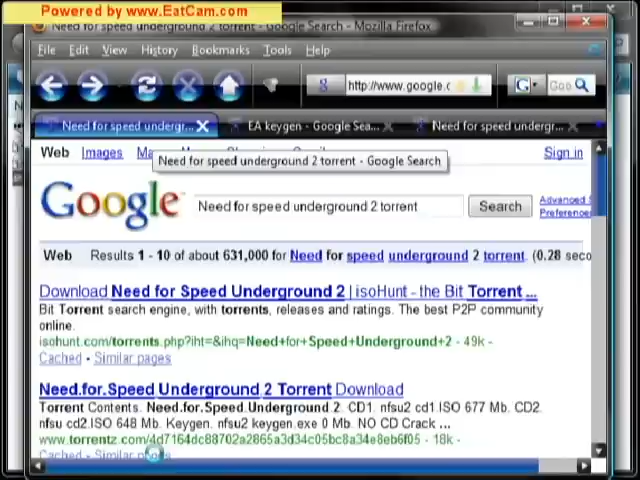 Powered by www.EatCam.com
Need for speed underground 2 torrent - Google Search - Mozilla Firefox
File Edit View History Bookmarks Tools Help
http://www.google.c
G Goo
Need for speed undergr... EA keygen - Google Sea... Need for speed undergr...
Web Images Ma Sign in
Need for speed underground 2 torrent - Google Search
Google Need for speed underground 2 torrent Search Advanced S
Preferences
Web Results 1 - 10 of about 631,000 for Need for speed underground 2 torrent. (0.28 seco
Download Need for Speed Underground 2 | isoHunt - the Bit Torrent ...
Bit Torrent search engine, with torrents, releases and ratings. The best P2P community
online.
isohunt.com/torrents.php?iht=&ihq=Need+for+Speed+Underground+2 - 49k -
Cached - Similar pages
Need.for.Speed Underground 2 Torrent Download
Torrent Contents. Need.for.Speed.Underground 2. CD1. nfsu2 cd1.ISO 677 Mb. CD2.
nfsu cd2.ISO 648 Mb. Keygen. nfsu2 keygen.exe 0 Mb. NO CD Crack ...
www.torrentz.com/4d7164dc88702a2865a3d34c05bc8a34e8eb6f05 - 18k -
Cached - Similar pages